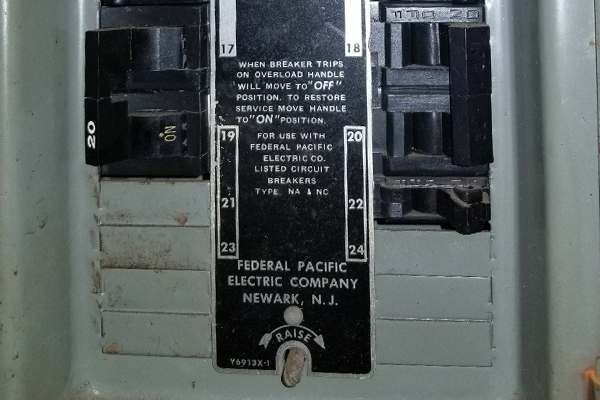 17 18
WHEN BREAKER TRIPS
ON OVERLOAD HANDLE
WILL MOVE TO "OFF"
POSITION. TO RESTORE
SERVICE MOVE HANDLE
TO "ON" POSITION.
20
ON
19 20
FOR USE WITH
FEDERAL PACIFIC
ELECTRIC CO.
LISTED CIRCUIT
BREAKERS
TYPE NA & NC
21 22
23 24
FEDERAL PACIFIC
ELECTRIC COMPANY
NEWARK, N. J.
RAISE
Y6913X-1